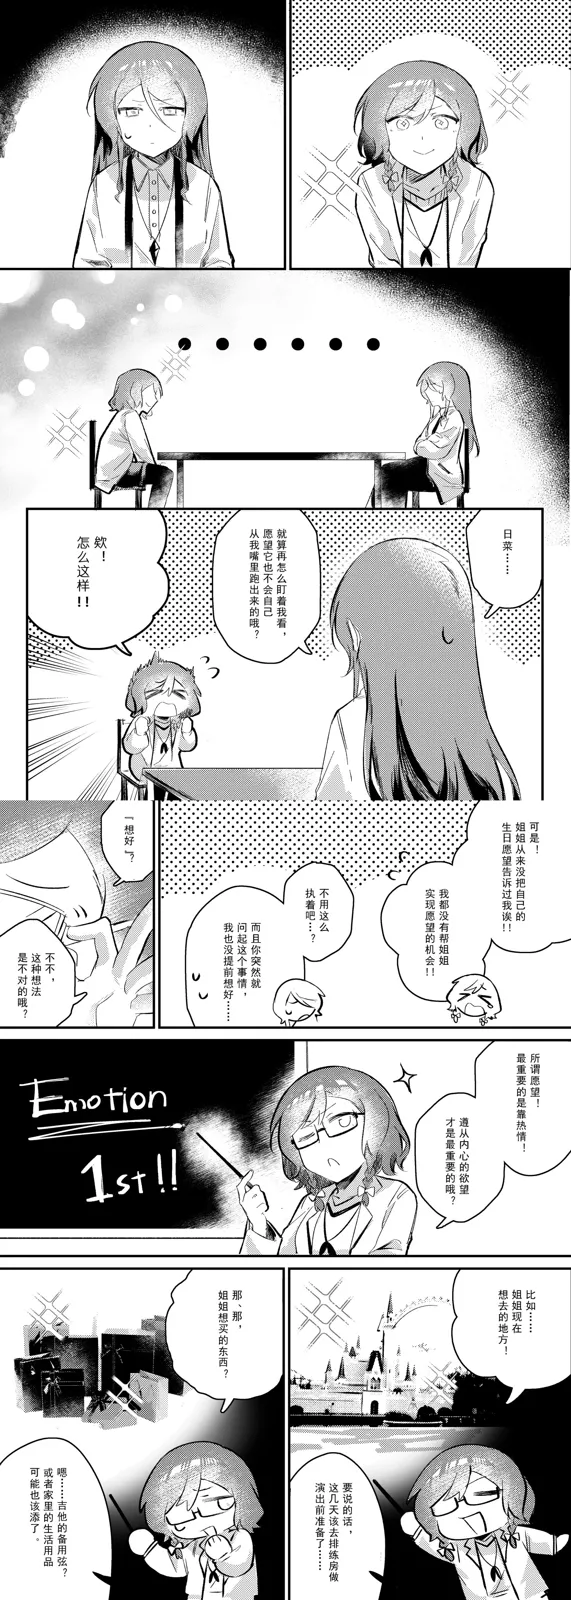 日菜……
就算再怎么盯着我看，
愿望它也不会自己
从我嘴里跑出来的哦？
欸！
怎么这样!!
可是！
姐姐从来没把自己的
生日愿望告诉过我诶!!
我都没有帮姐姐
实现愿望的机会!!
不用这么
执着吧…？
而且你突然就
问起这个事情，
我也没提前想好……
『想好』？
不不，
这种想法
是不对的哦？
所谓愿望！
最重要的是靠热情！
遵从内心的欲望
才是最重要的哦？
Emotion
1st!!
比如……
姐姐现在
想去的地方！
要说的话，
这几天该去排练房做
演出前准备了……
那、那，
姐姐想买的东西？
嗯……吉他的备用弦？
或者家里的生活用品
可能也该添了。